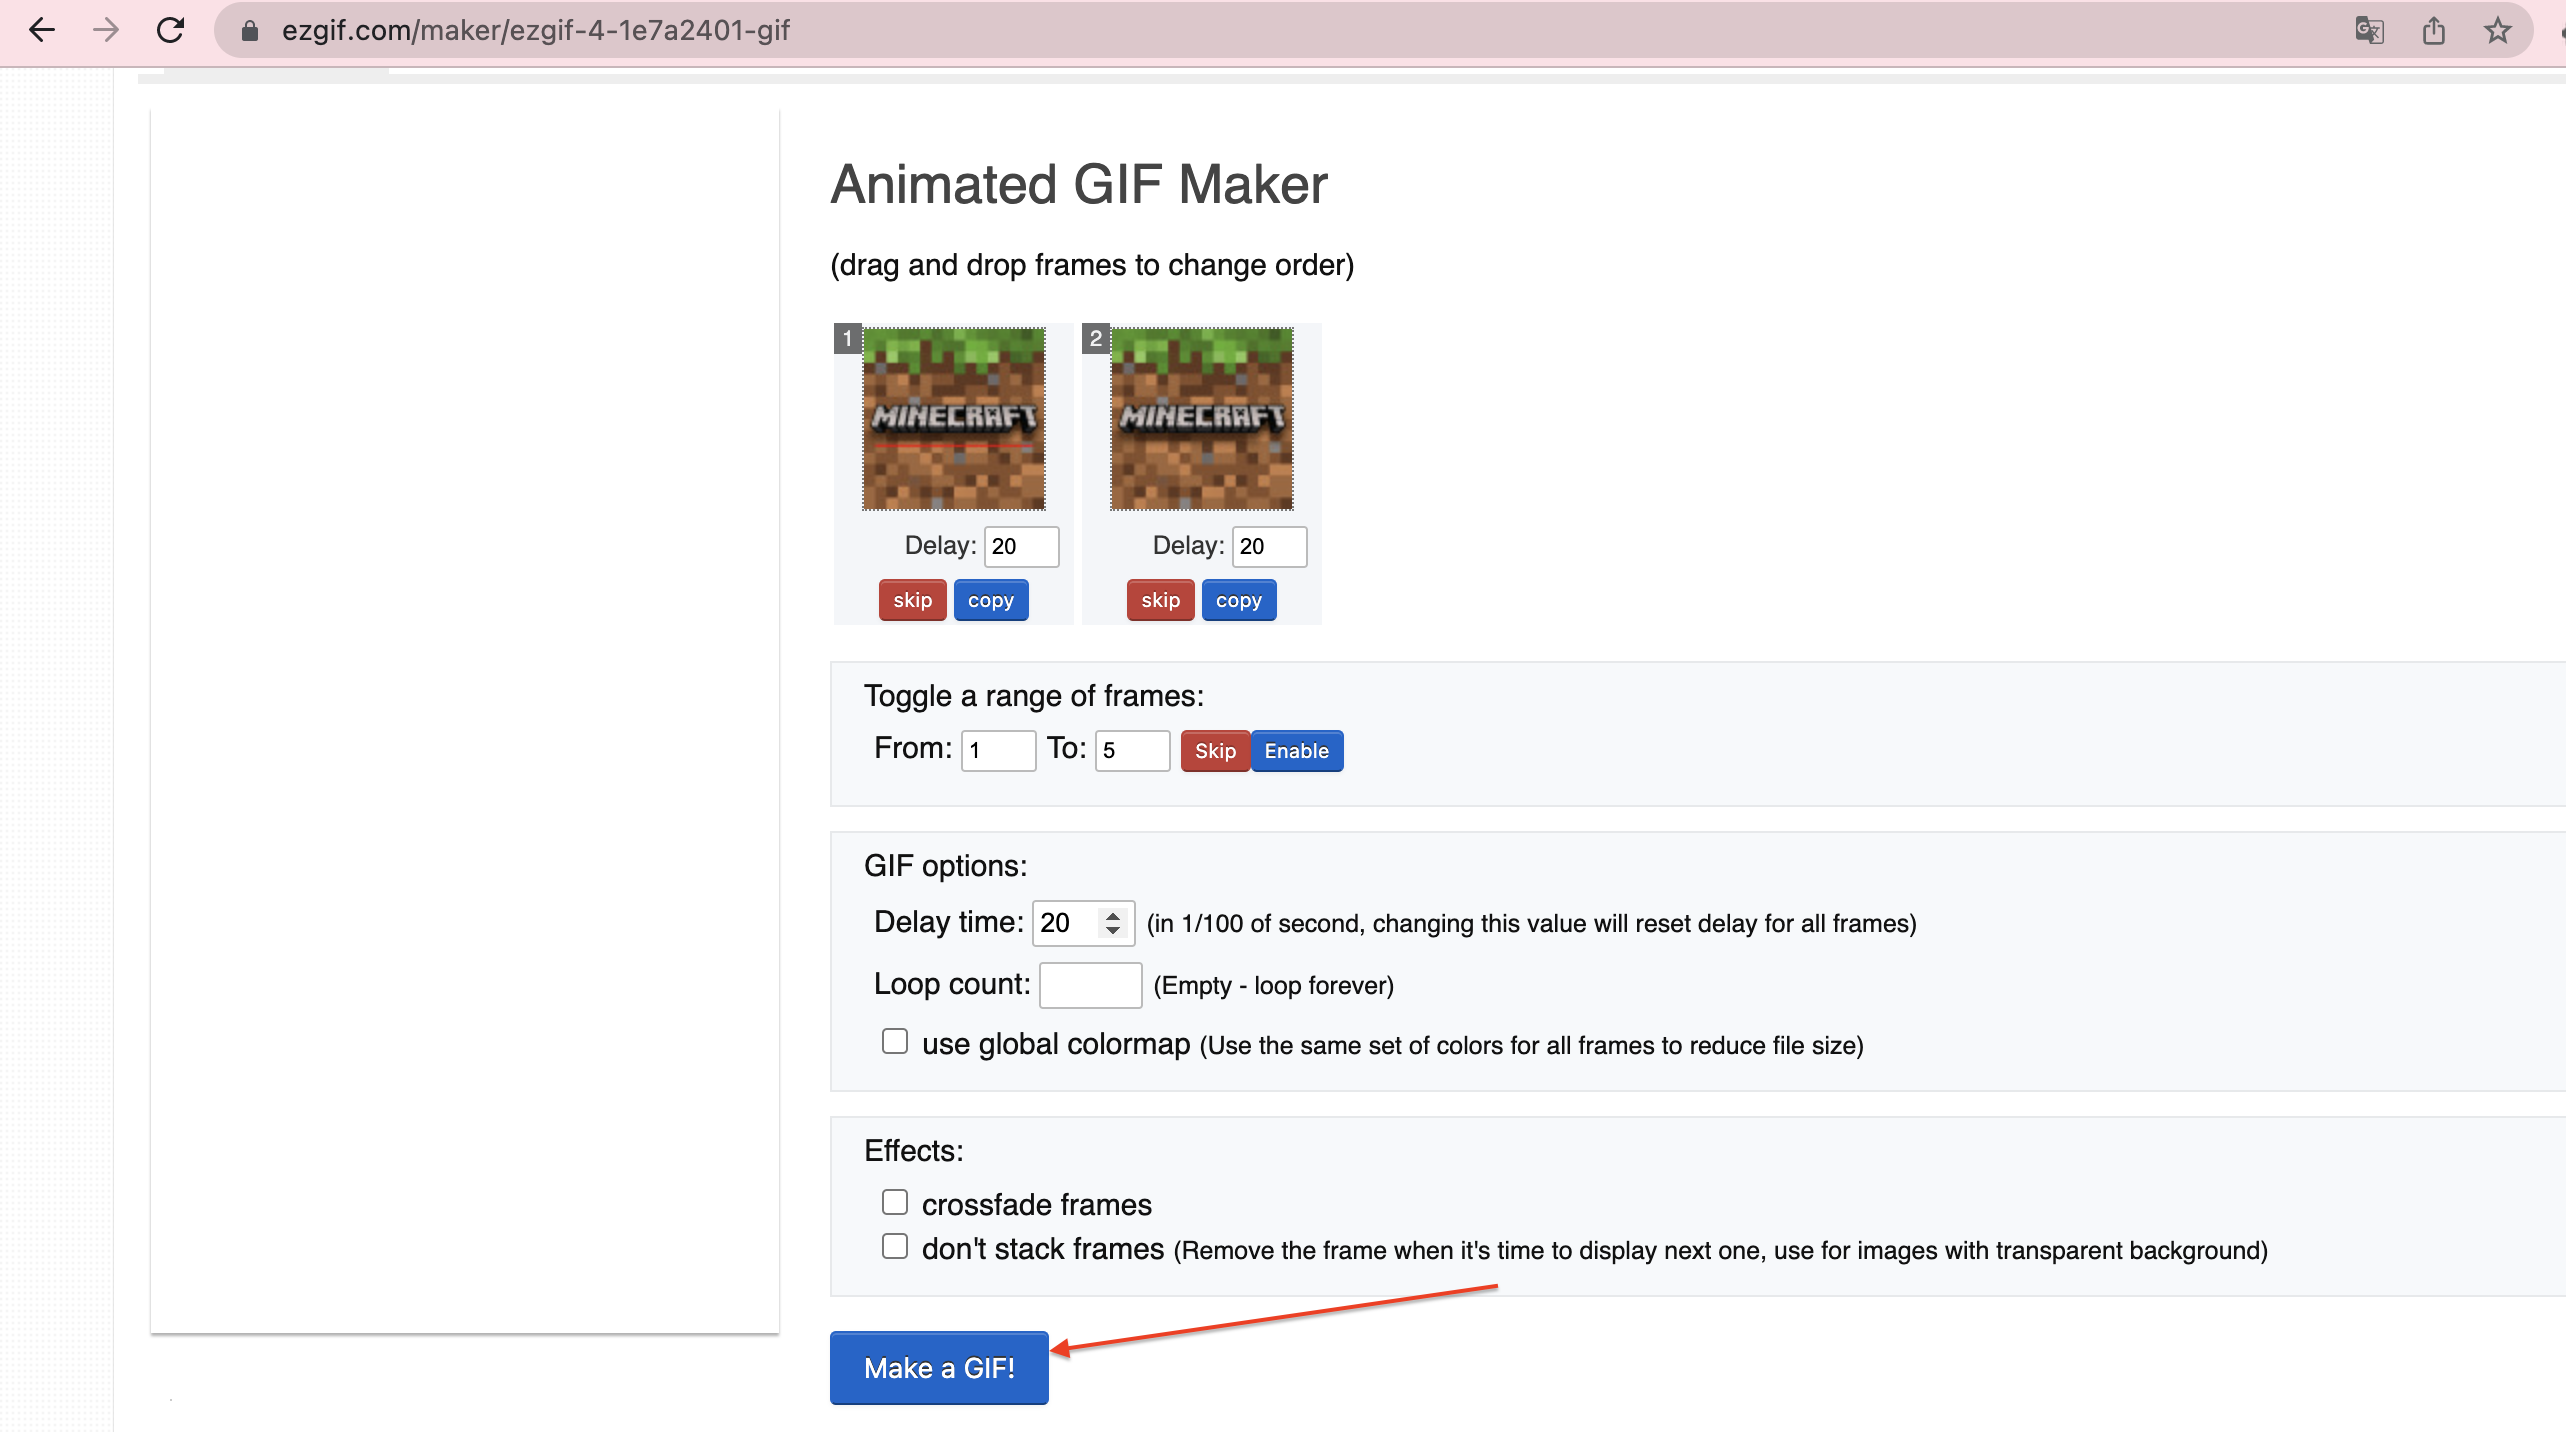 ezgif.com/maker/ezgif-4-1e7a2401-gif
Animated GIF Maker
(drag and drop frames to change order)
1 2
MINECRAFT MINECRAFT
Delay: 20 Delay: 20
skip copy skip copy
Toggle a range of frames:
From: 1 To: 5 Skip Enable
GIF options:
Delay time: 20 (in 1/100 of second, changing this value will reset delay for all frames)
Loop count: (Empty - loop forever)
use global colormap (Use the same set of colors for all frames to reduce file size)
Effects:
crossfade frames
don't stack frames (Remove the frame when it's time to display next one, use for images with transparent background)
Make a GIF!